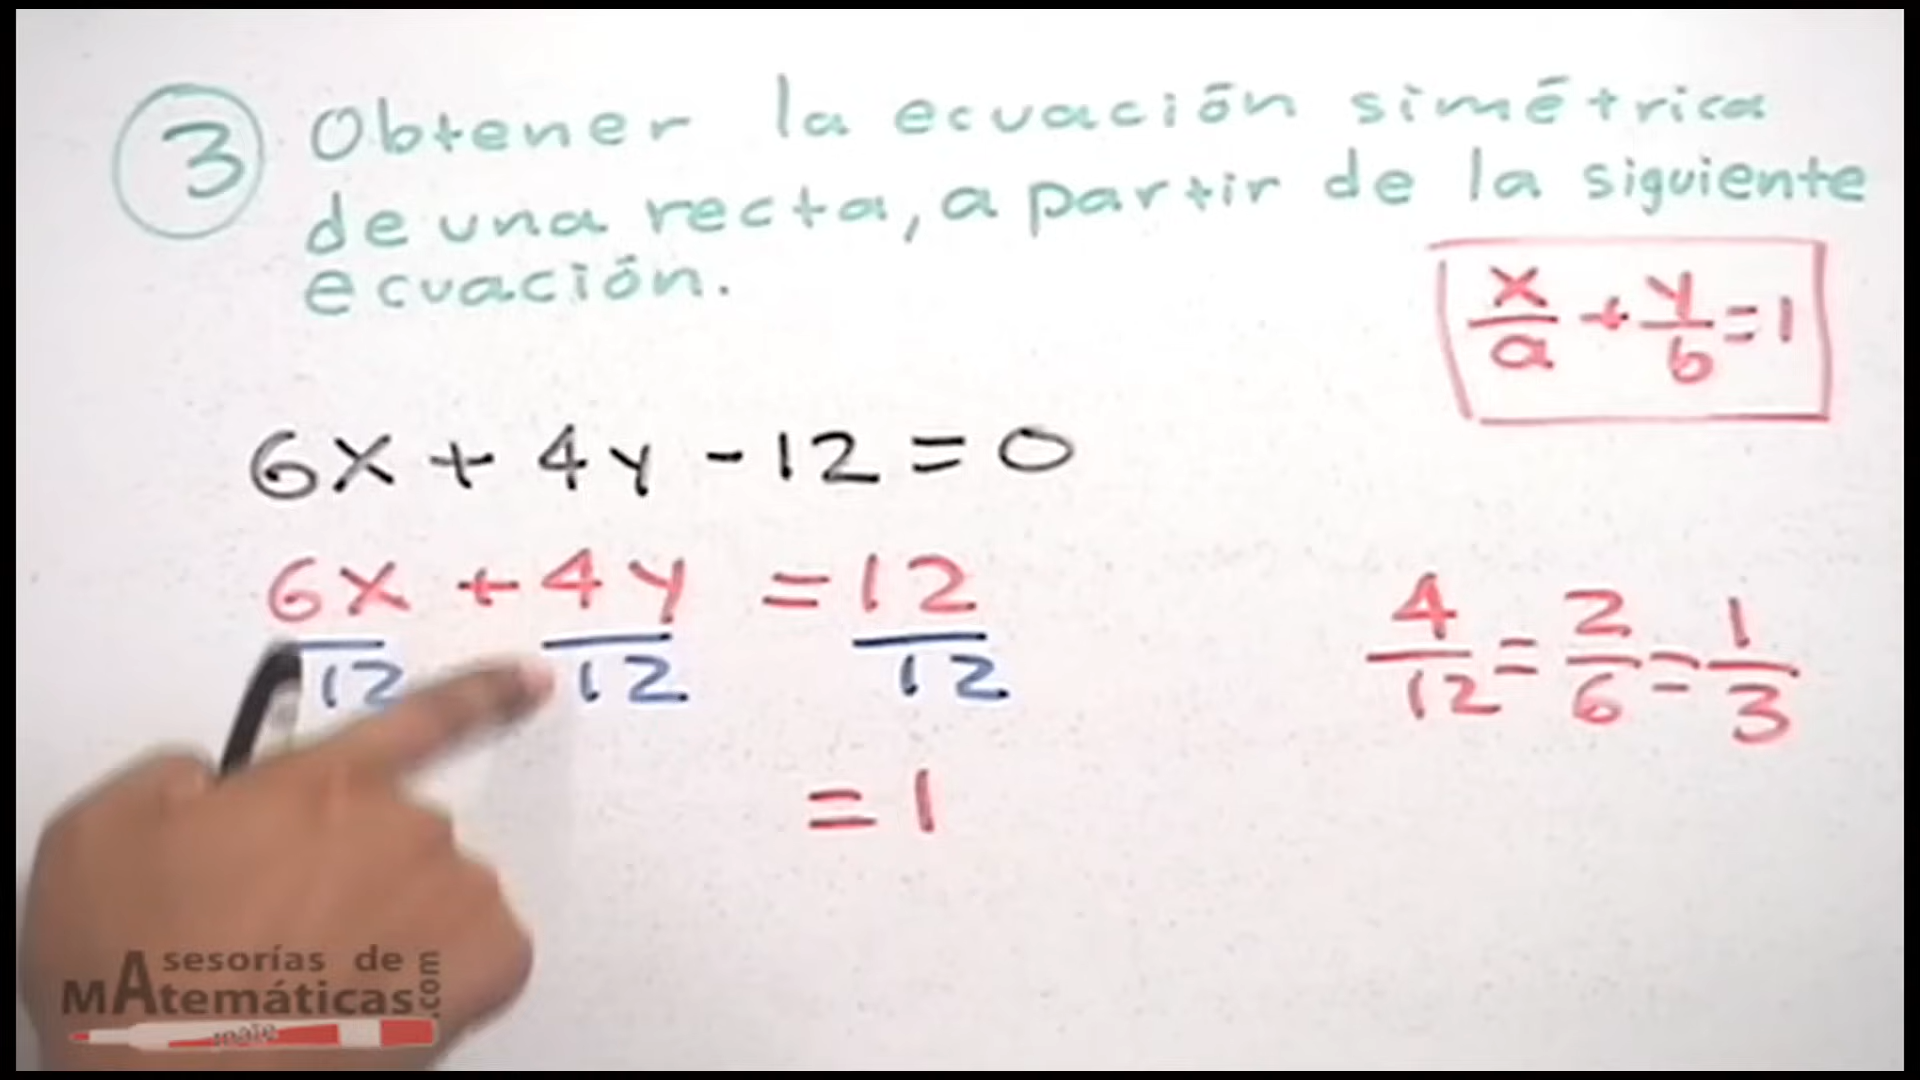 3 Obtener la ecuación simétrica
de una recta, a partir de la siguiente
ecuación.
x/a + y/b = 1
6x + 4y - 12 = 0
6x/12 + 4y/12 = 12/12
4/12 = 2/6 = 1/3
= 1
Asesorías de
MAtemáticas.com